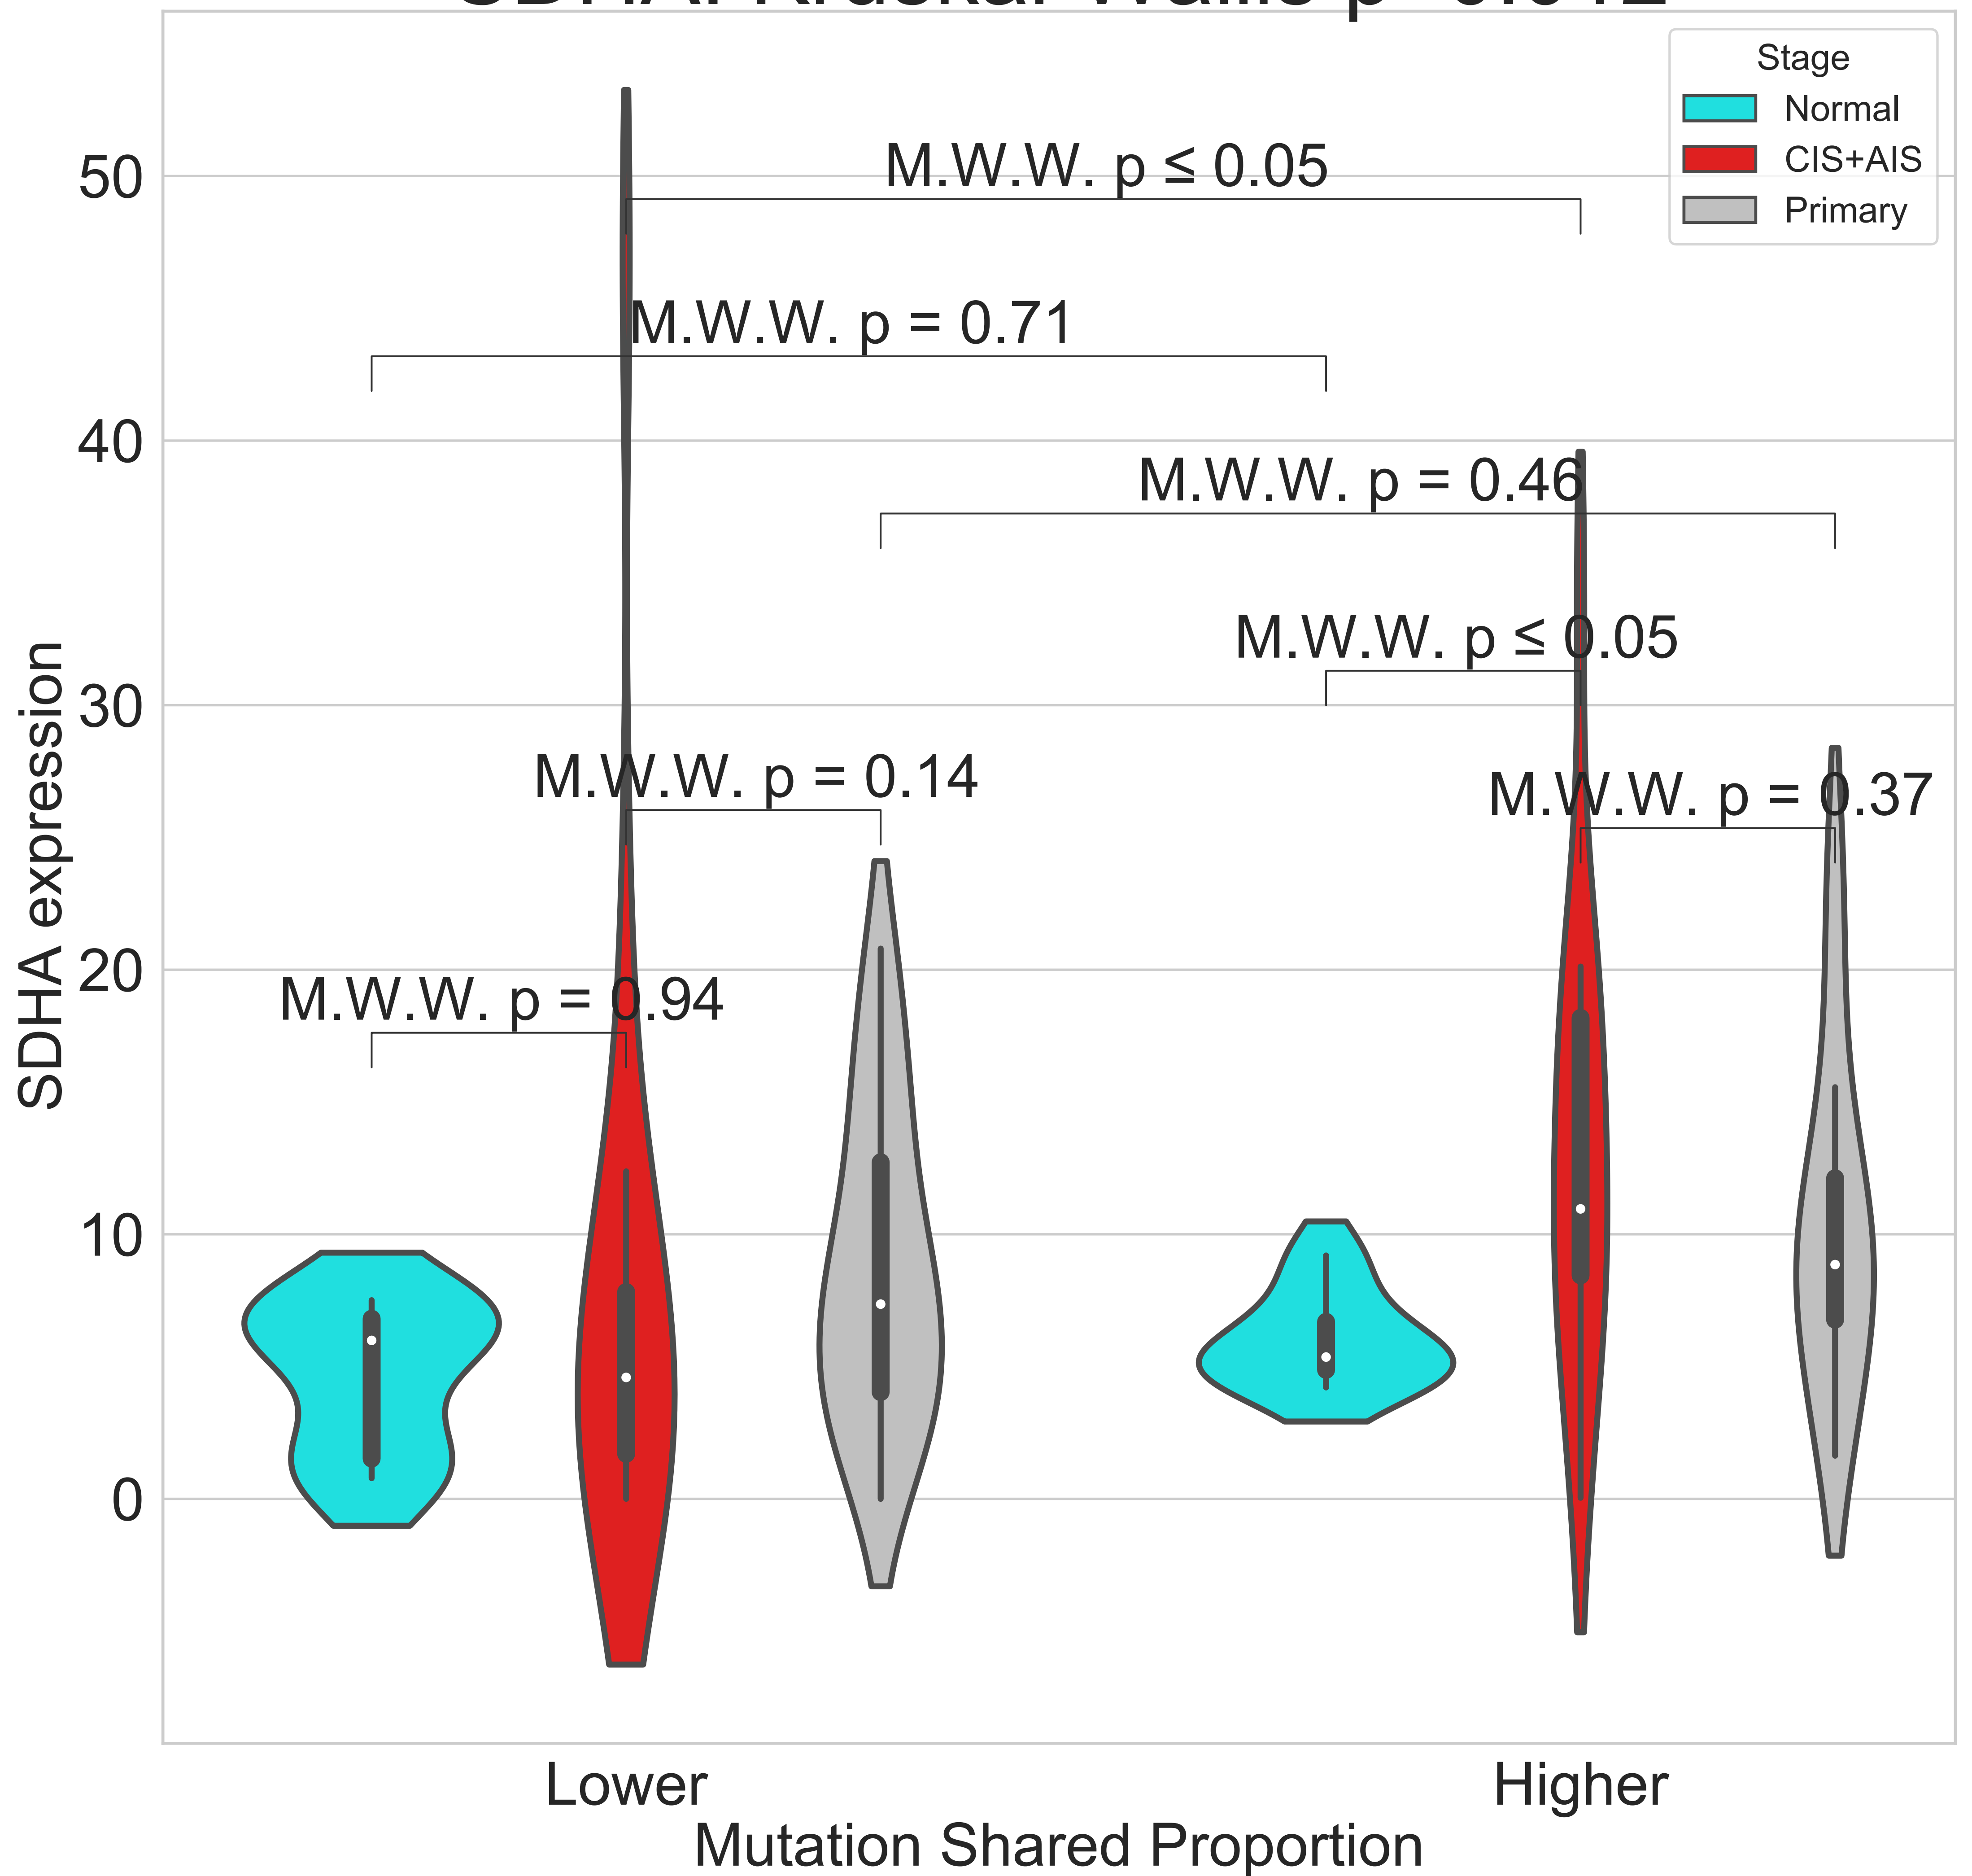 Stage
Normal
CIS+AIS
Primary
M.W.W. p ≤ 0.05
M.W.W. p = 0.71
M.W.W. p = 0.46
M.W.W. p ≤ 0.05
M.W.W. p = 0.14
M.W.W. p = 0.37
M.W.W. p = 0.94
50
40
30
20
10
0
SDHA expression
Lower
Higher
Mutation Shared Proportion